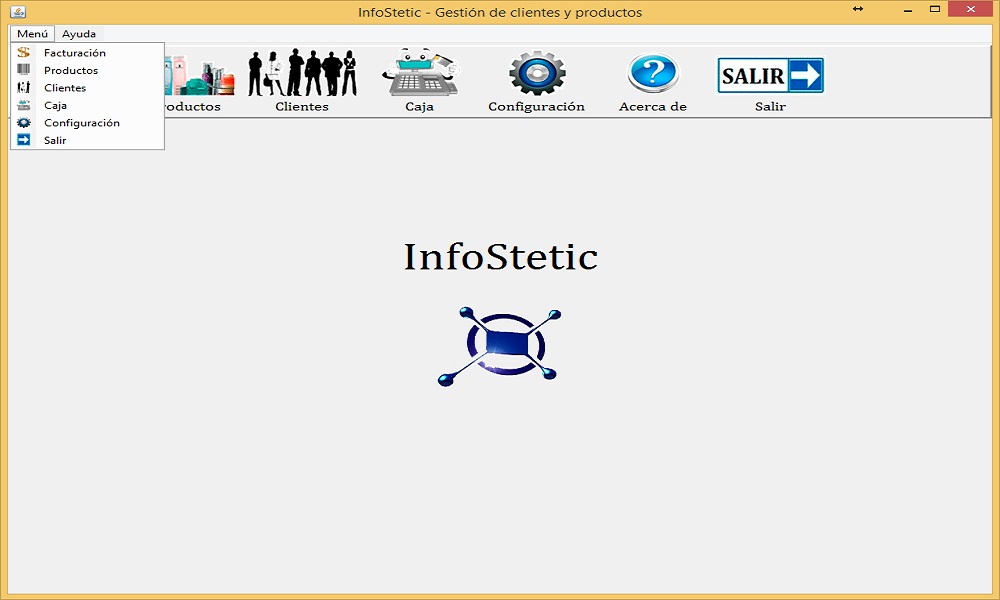 InfoStetic - Gestión de clientes y productos
Menú Ayuda
Facturación
Productos
Clientes
Caja
Configuración
Salir
oductos Clientes Caja Configuración Acerca de Salir
SALIR
InfoStetic